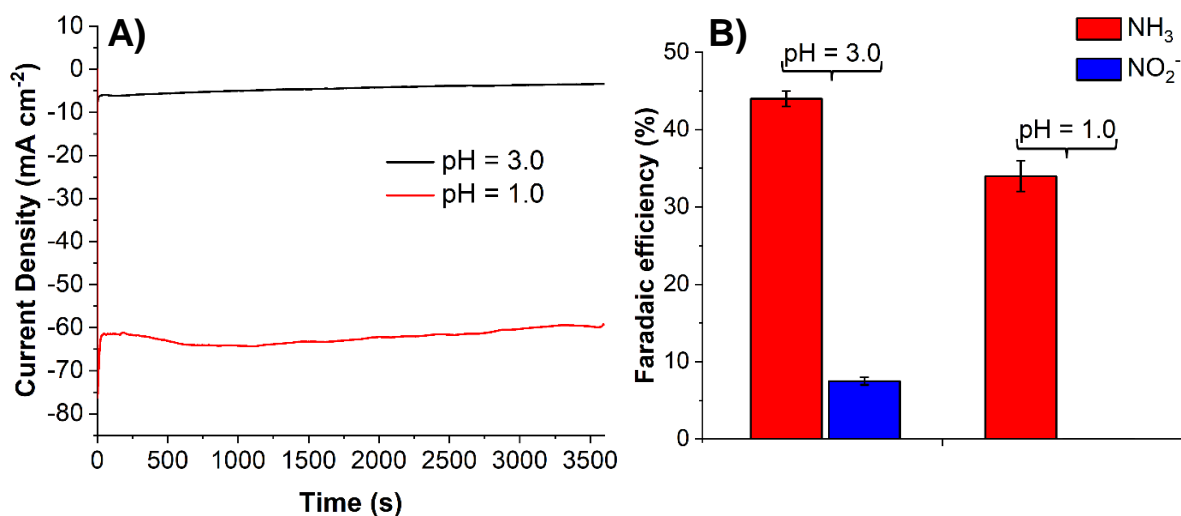 A)
Current Density (mA cm⁻²)
10
0
-10
-20
-30
-40
-50
-60
-70
-80
pH = 3.0
pH = 1.0
0 500 1000 1500 2000 2500 3000 3500
Time (s)
B)
NH₃
NO₂⁻
Faradaic efficiency (%)
50
40
30
20
10
0
pH = 3.0
pH = 1.0